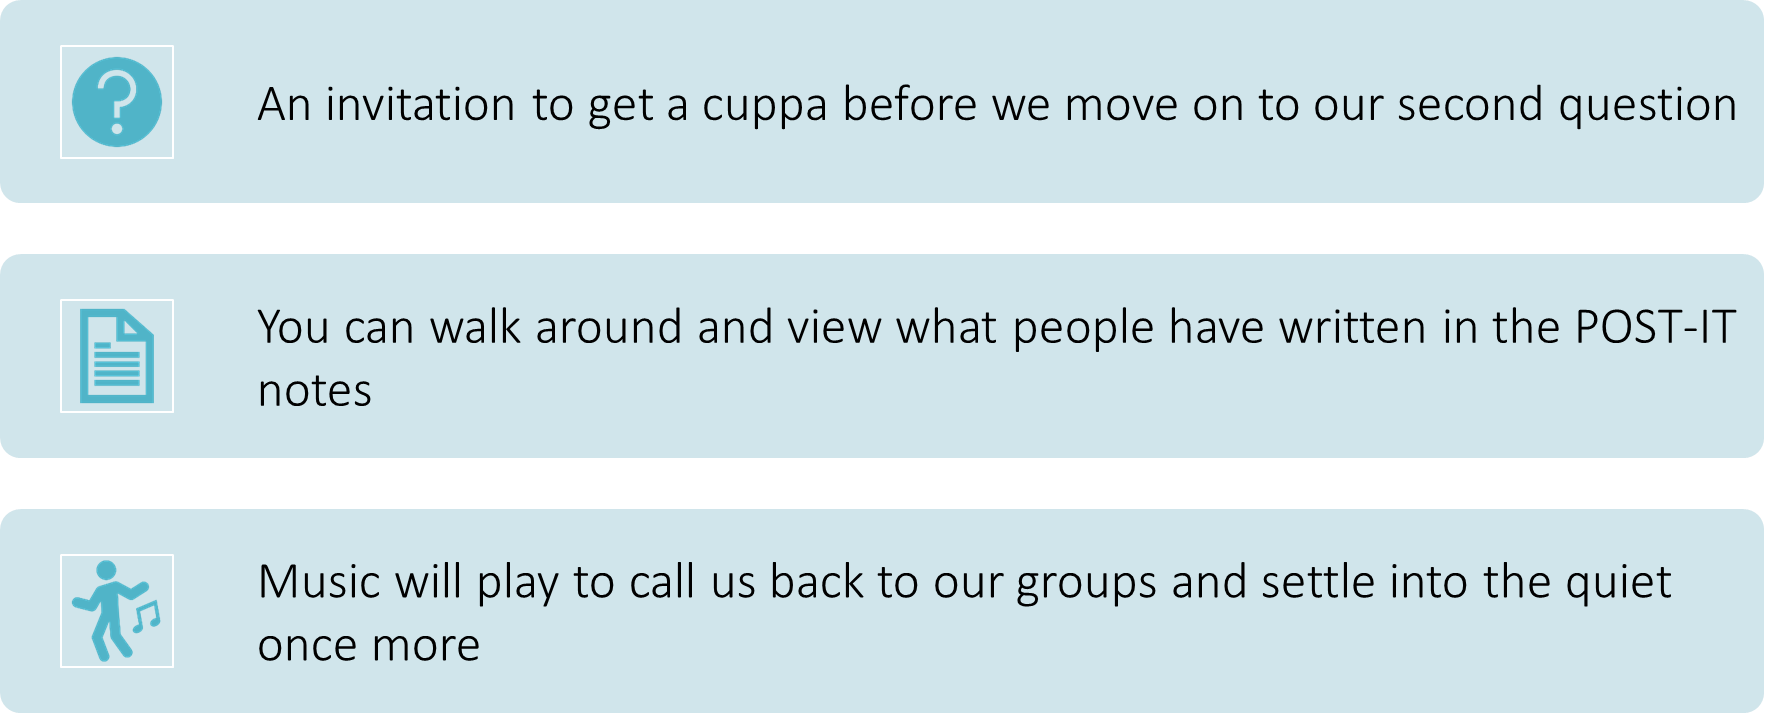 An invitation to get a cuppa before we move on to our second question
You can walk around and view what people have written in the POST-IT
notes
Music will play to call us back to our groups and settle into the quiet
once more